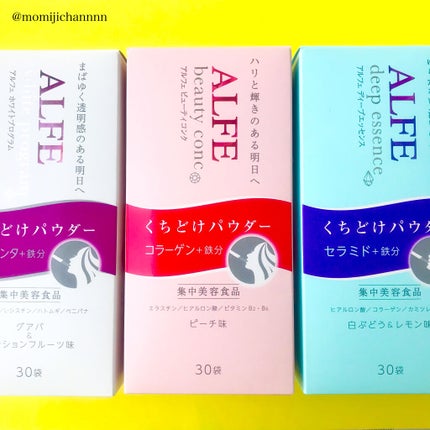 @momijichannnn
まばゆく透明感のある明日へ
ALFE
アルフェ ホワイトプログラム
くちどけパウダー
ンタ+鉄分
集中美容食品
グアバ
&
ションフルーツ味
30袋
ハリと輝きのある明日へ
ALFE
beauty conc
アルフェ ビューティコンク
くちどけパウダー
コラーゲン+鉄分
集中美容食品
エラスチン/ヒアルロン酸/ビタミンB2・B6
ピーチ味
30袋
ALFE
deep essence
アルフェ ディープエッセンス
くちどけパウダー
セラミド+鉄分
集中美容食品
ヒアルロン酸/コラーゲン/カミツレ
白ぶどう&レモン味
30袋